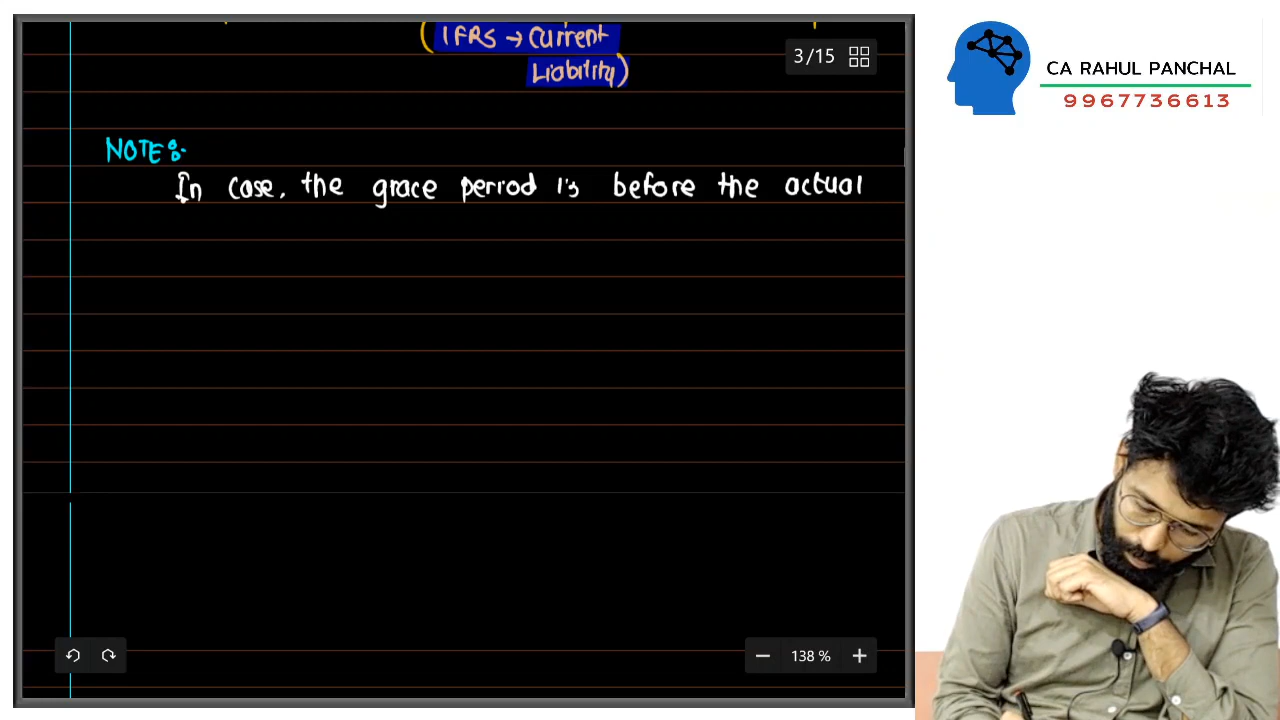 (IFRS → Current
Liability)
3/15
NOTE:-
In case, the grace period is before the actual
138 %
CA RAHUL PANCHAL
9967736613